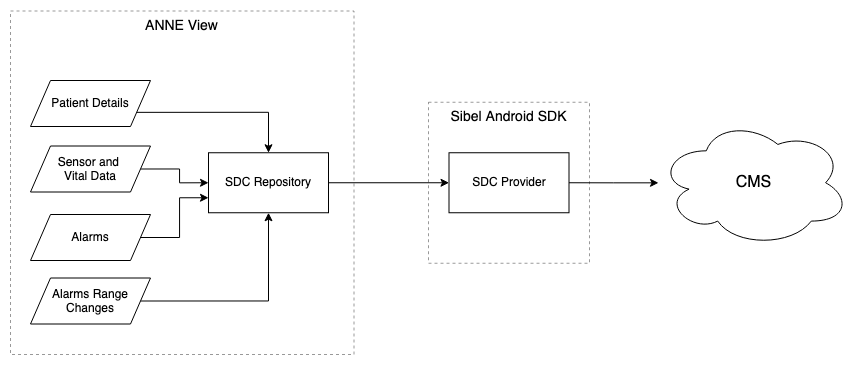 ANNE View
Patient Details
Sensor and
Vital Data
Alarms
Alarms Range
Changes
SDC Repository
Sibel Android SDK
SDC Provider
CMS